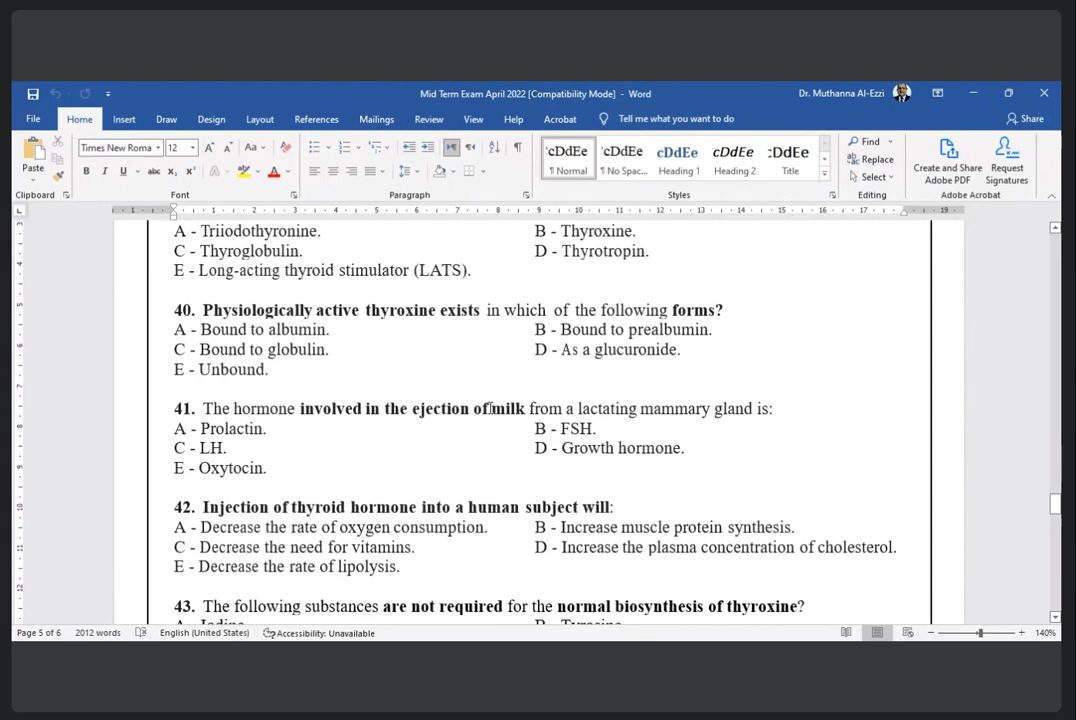 Mid Term Exam April 2022 [Compatibility Mode] - Word
Dr. Muthanna Al-Ezzi
File Home Insert Draw Design Layout References Mailings Review View Help Acrobat Tell me what you want to do Share
Paste
Times New Roma 12
Clipboard Font Paragraph Styles Editing Adobe Acrobat
¶ Normal ¶ No Spac... Heading 1 Heading 2 Title
Find
Replace
Select
Create and Share Adobe PDF
Request Signatures
A - Triiodothyronine. B - Thyroxine.
C - Thyroglobulin. D - Thyrotropin.
E - Long-acting thyroid stimulator (LATS).
40. Physiologically active thyroxine exists in which of the following forms?
A - Bound to albumin. B - Bound to prealbumin.
C - Bound to globulin. D - As a glucuronide.
E - Unbound.
41. The hormone involved in the ejection of milk from a lactating mammary gland is:
A - Prolactin. B - FSH.
C - LH. D - Growth hormone.
E - Oxytocin.
42. Injection of thyroid hormone into a human subject will:
A - Decrease the rate of oxygen consumption. B - Increase muscle protein synthesis.
C - Decrease the need for vitamins. D - Increase the plasma concentration of cholesterol.
E - Decrease the rate of lipolysis.
43. The following substances are not required for the normal biosynthesis of thyroxine?
A - Iodine. B - Tyrosine.
Page 5 of 6 2012 words English (United States) Accessibility: Unavailable 140%